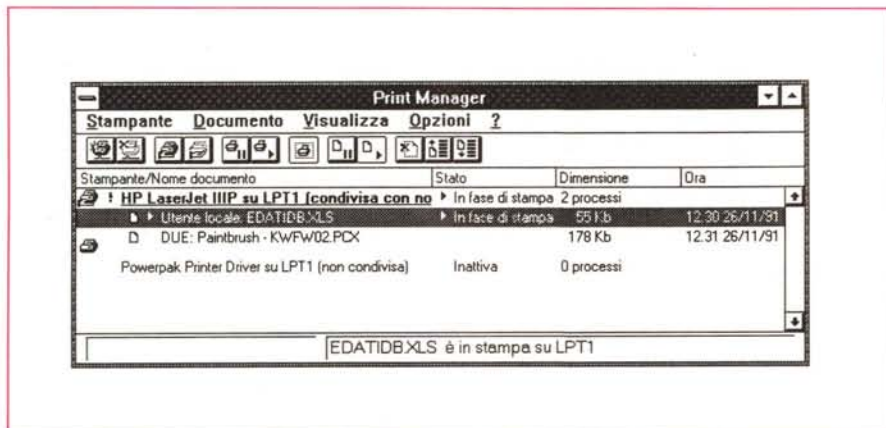 Print Manager
Stampante Documento Visualizza Opzioni ?
Stampante/Nome documento Stato Dimensione Ora
! HP LaserJet IIIP su LPT1 [condivisa con no In fase di stampa 2 processi
Utente locale: EDATIDB.XLS In fase di stampa 55 Kb 12.30 26/11/91
DUE: Paintbrush - KWFW02.PCX 178 Kb 12.31 26/11/91
Powerpak Printer Driver su LPT1 (non condivisa) Inattiva 0 processi
EDATIDB.XLS è in stampa su LPT1